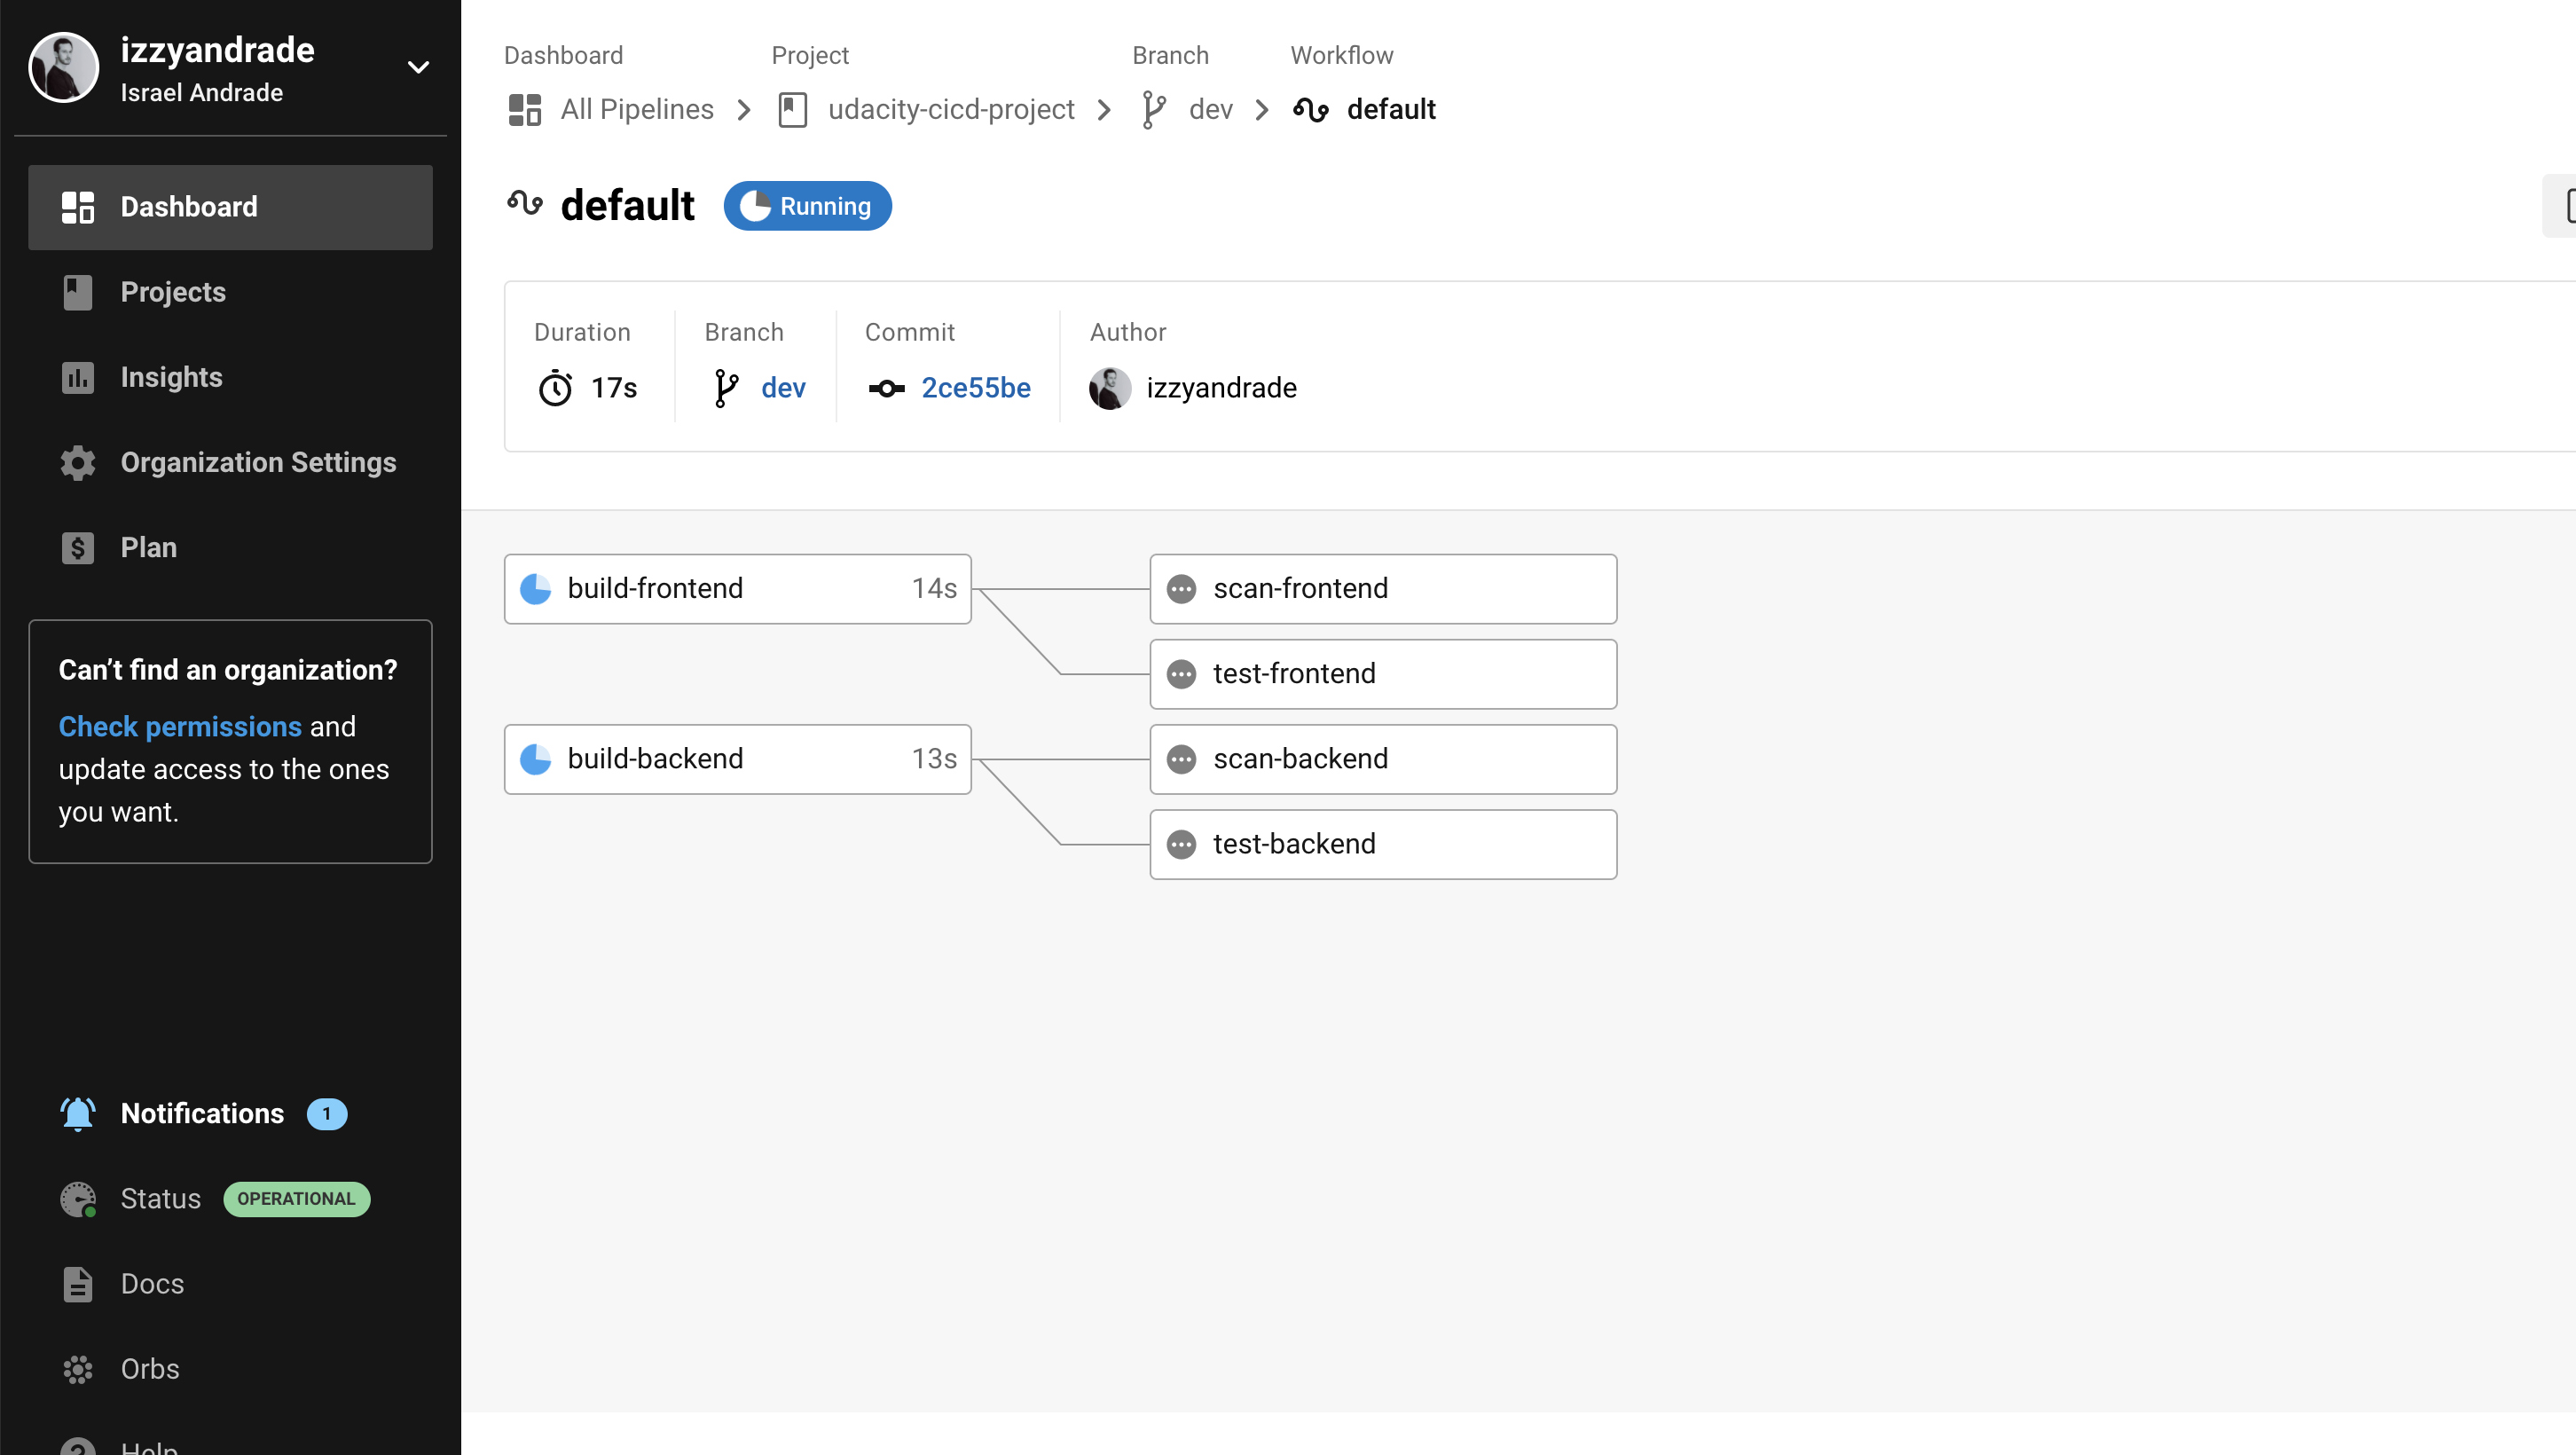 izzyandrade
Israel Andrade
Dashboard
Projects
Insights
Organization Settings
Plan
Can’t find an organization?
Check permissions and
update access to the ones
you want.
Notifications 1
Status OPERATIONAL
Docs
Orbs
Help
Dashboard Project Branch Workflow
All Pipelines udacity-cicd-project dev default
default Running
Duration Branch Commit Author
17s dev 2ce55be izzyandrade
build-frontend 14s scan-frontend
test-frontend
build-backend 13s scan-backend
test-backend